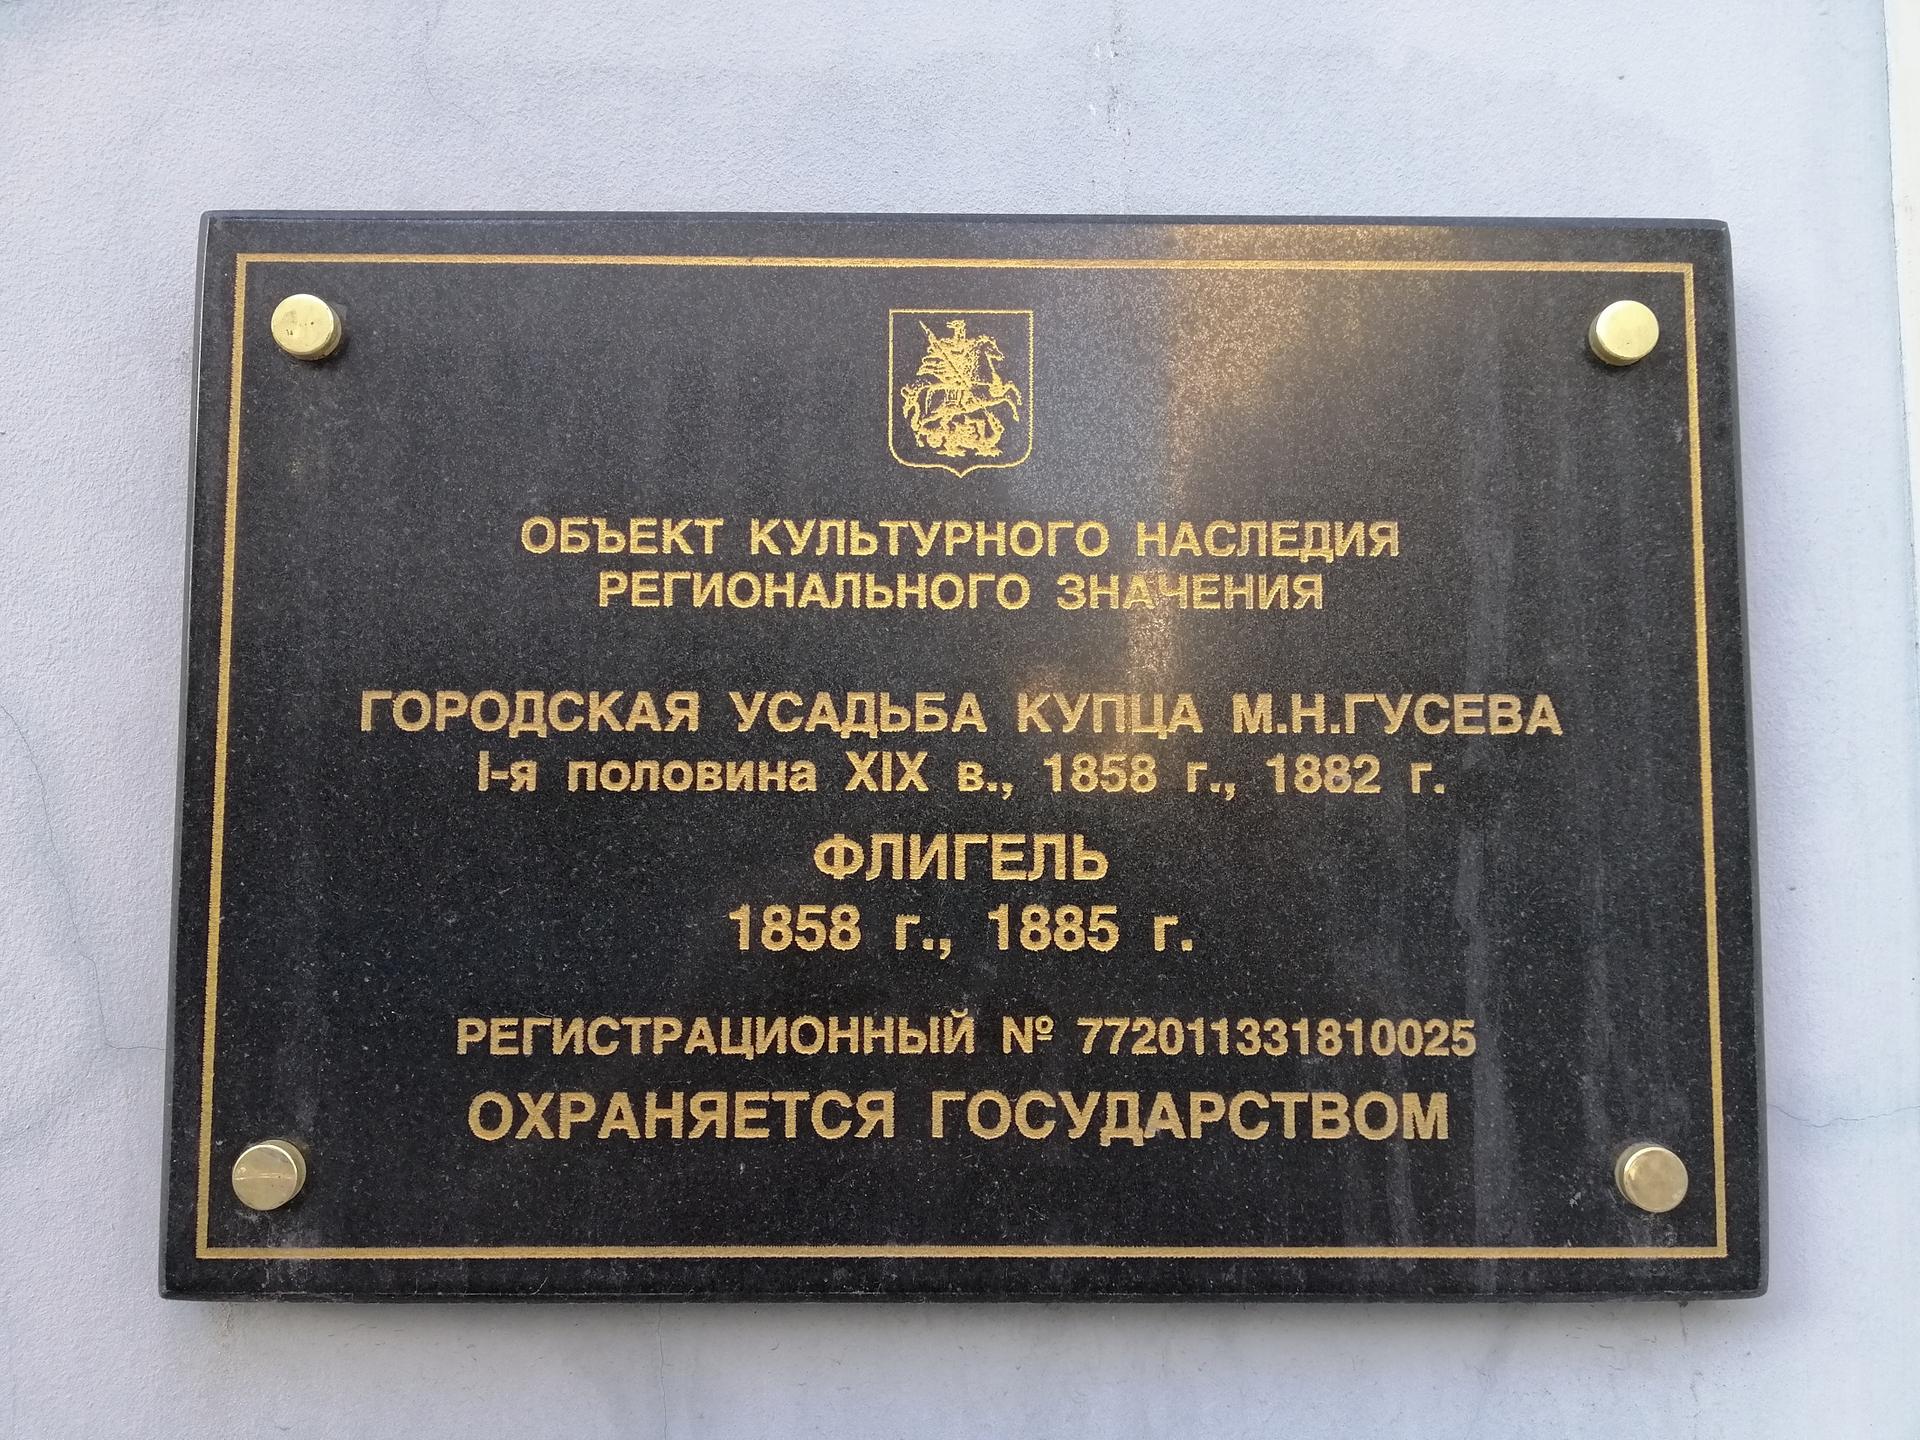 ОБЪЕКТ КУЛЬТУРНОГО НАСЛЕДИЯ
РЕГИОНАЛЬНОГО ЗНАЧЕНИЯ
ГОРОДСКАЯ УСАДЬБА КУПЦА М.Н.ГУСЕВА
I-я половина XIX в., 1858 г., 1882 г.
ФЛИГЕЛЬ
1858 г., 1885 г.
РЕГИСТРАЦИОННЫЙ № 772011331810025
ОХРАНЯЕТСЯ ГОСУДАРСТВОМ